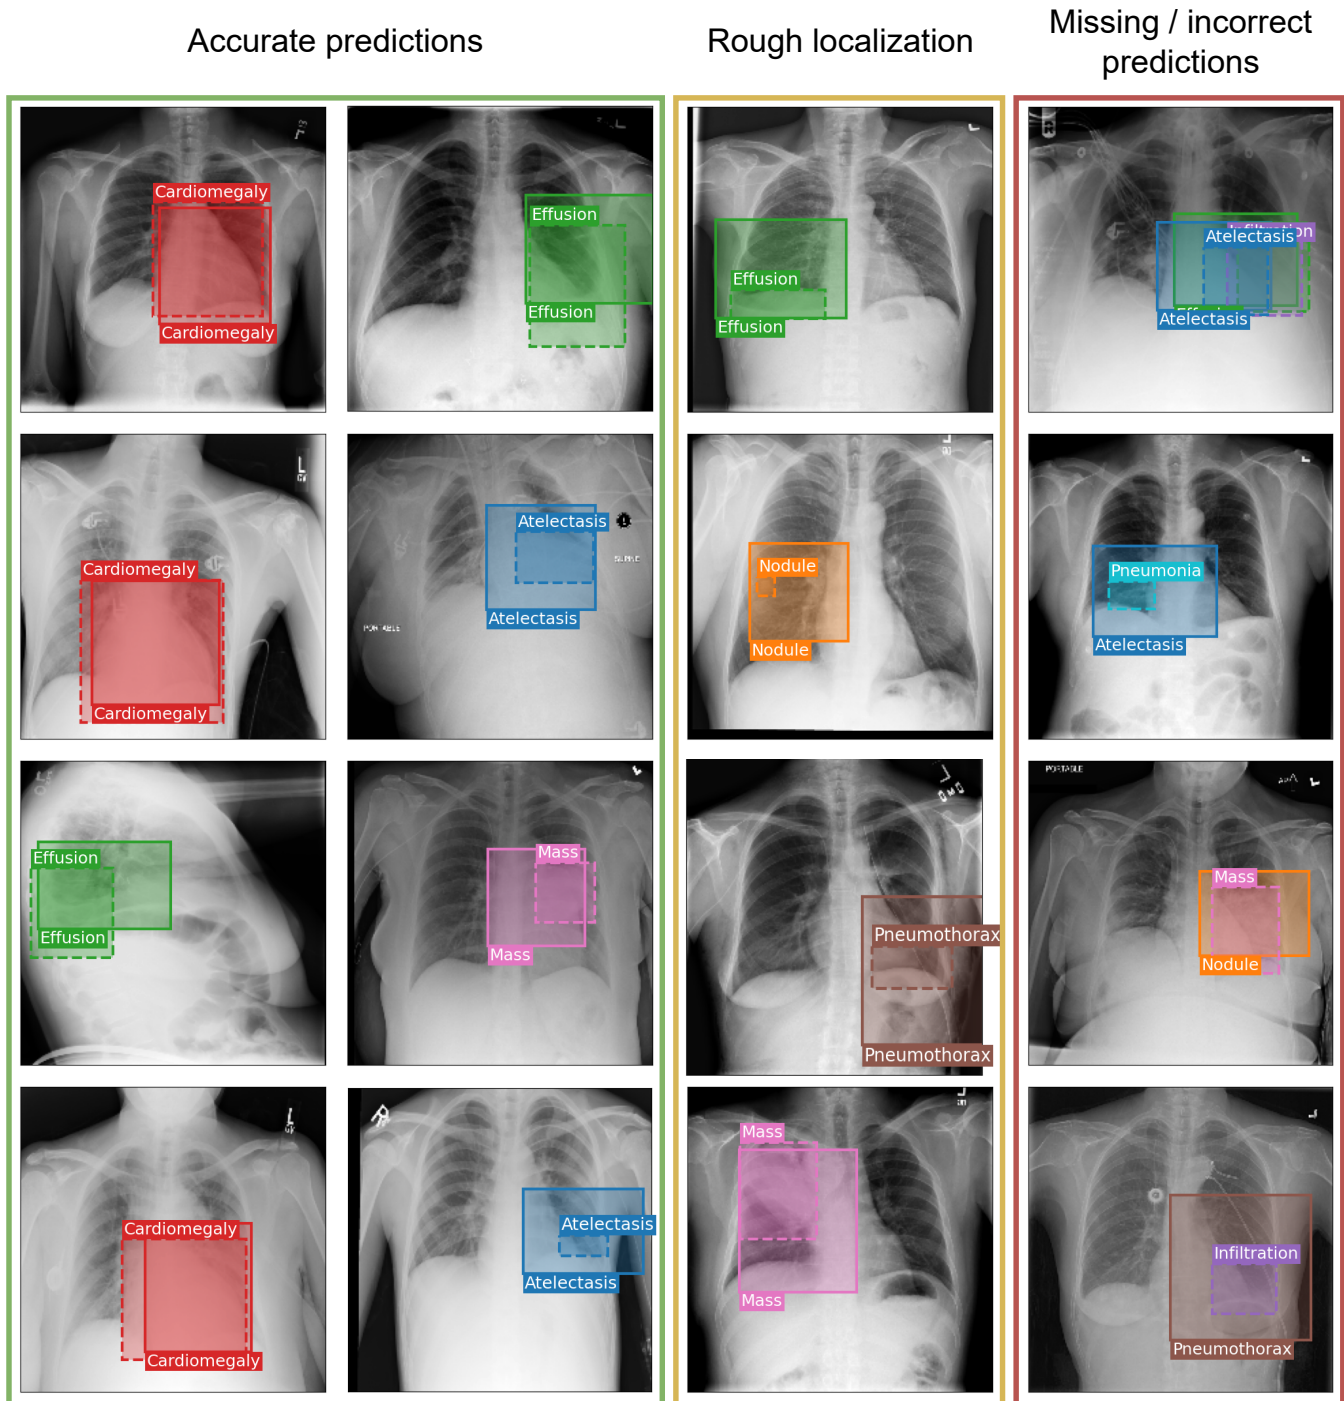 Accurate predictions
Rough localization
Missing / incorrect
predictions
Cardiomegaly
Cardiomegaly
Effusion
Effusion
Effusion
Effusion
Atelectasis
Atelectasis
Cardiomegaly
Cardiomegaly
Atelectasis
Atelectasis
PORTABLE
Nodule
Nodule
Pneumonia
Atelectasis
Effusion
Effusion
Mass
Mass
Pneumothorax
Pneumothorax
PORTABLE
Mass
Nodule
Cardiomegaly
Cardiomegaly
Atelectasis
Atelectasis
R
Mass
Mass
Infiltration
Pneumothorax